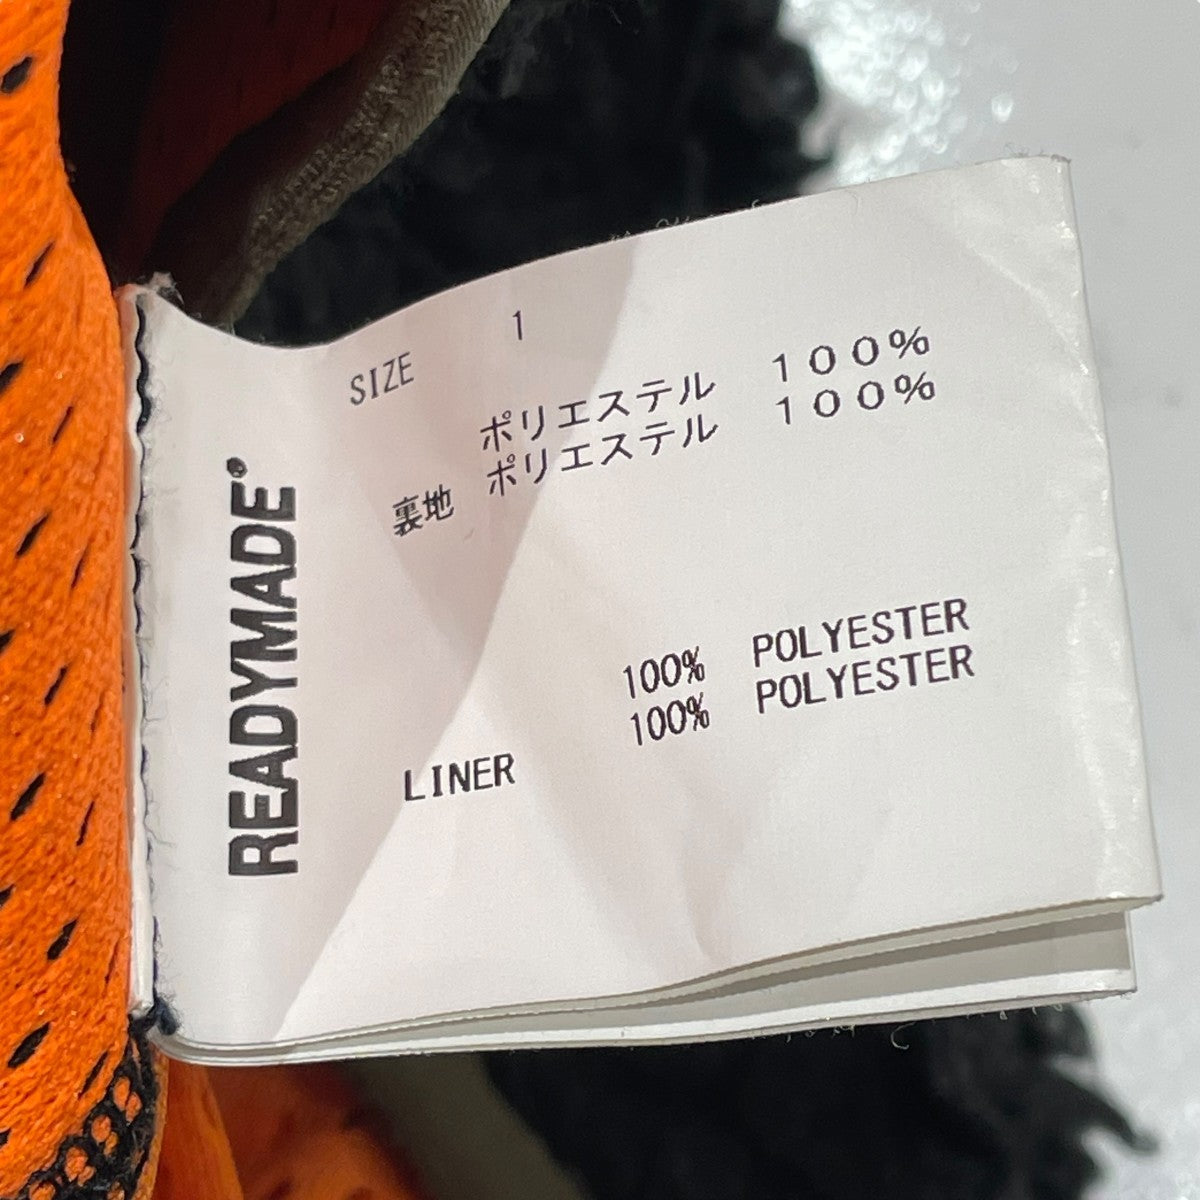 SIZE 1
ポリエステル 100%
裏地 ポリエステル 100%
100% POLYESTER
LINER 100% POLYESTER
READYMADE®